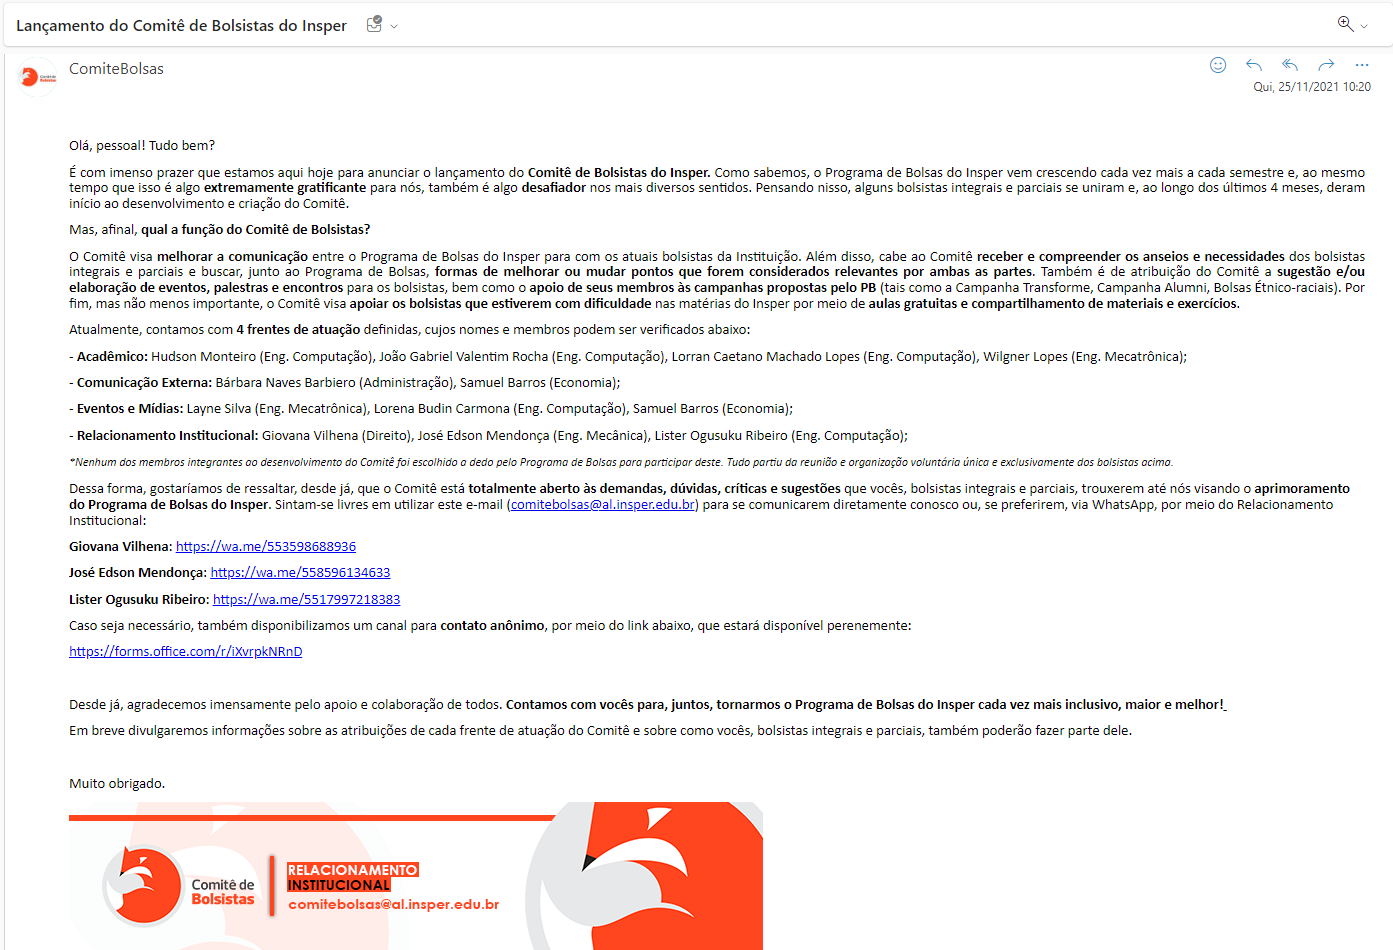 Lançamento do Comitê de Bolsistas do Insper
Comitê de
Bolsistas
ComiteBolsas
Qui, 25/11/2021 10:20
Olá, pessoal! Tudo bem?
É com imenso prazer que estamos aqui hoje para anunciar o lançamento do Comitê de Bolsistas do Insper. Como sabemos, o Programa de Bolsas do Insper vem crescendo cada vez mais a cada semestre e, ao mesmo
tempo que isso é algo extremamente gratificante para nós, também é algo desafiador nos mais diversos sentidos. Pensando nisso, alguns bolsistas integrais e parciais se uniram e, ao longo dos últimos 4 meses, deram
início ao desenvolvimento e criação do Comitê.
Mas, afinal, qual a função do Comitê de Bolsistas?
O Comitê visa melhorar a comunicação entre o Programa de Bolsas do Insper para com os atuais bolsistas da Instituição. Além disso, cabe ao Comitê receber e compreender os anseios e necessidades dos bolsistas
integrais e parciais e buscar, junto ao Programa de Bolsas, formas de melhorar ou mudar pontos que forem considerados relevantes por ambas as partes. Também é de atribuição do Comitê a sugestão e/ou
elaboração de eventos, palestras e encontros para os bolsistas, bem como o apoio de seus membros às campanhas propostas pelo PB (tais como a Campanha Transforme, Campanha Alumni, Bolsas Étnico-raciais). Por
fim, mas não menos importante, o Comitê visa apoiar os bolsistas que estiverem com dificuldade nas matérias do Insper por meio de aulas gratuitas e compartilhamento de materiais e exercícios.
Atualmente, contamos com 4 frentes de atuação definidas, cujos nomes e membros podem ser verificados abaixo:
- Acadêmico: Hudson Monteiro (Eng. Computação), João Gabriel Valentim Rocha (Eng. Computação), Lorran Caetano Machado Lopes (Eng. Computação), Wilgner Lopes (Eng. Mecatrônica);
- Comunicação Externa: Bárbara Naves Barbiero (Administração), Samuel Barros (Economia);
- Eventos e Mídias: Layne Silva (Eng. Mecatrônica), Lorena Budin Carmona (Eng. Computação), Samuel Barros (Economia);
- Relacionamento Institucional: Giovana Vilhena (Direito), José Edson Mendonça (Eng. Mecânica), Lister Ogusuku Ribeiro (Eng. Computação);
*Nenhum dos membros integrantes ao desenvolvimento do Comitê foi escolhido a dedo pelo Programa de Bolsas para participar deste. Tudo partiu da reunião e organização voluntária única e exclusivamente dos bolsistas acima.
Dessa forma, gostaríamos de ressaltar, desde já, que o Comitê está totalmente aberto às demandas, dúvidas, críticas e sugestões que vocês, bolsistas integrais e parciais, trouxerem até nós visando o aprimoramento
do Programa de Bolsas do Insper. Sintam-se livres em utilizar este e-mail (comitebolsas@al.insper.edu.br) para se comunicarem diretamente conosco ou, se preferirem, via WhatsApp, por meio do Relacionamento
Institucional:
Giovana Vilhena: https://wa.me/553598688936
José Edson Mendonça: https://wa.me/558596134633
Lister Ogusuku Ribeiro: https://wa.me/5517997218383
Caso seja necessário, também disponibilizamos um canal para contato anônimo, por meio do link abaixo, que estará disponível perenemente:
https://forms.office.com/r/iXvrpkNRnD
Desde já, agradecemos imensamente pelo apoio e colaboração de todos. Contamos com vocês para, juntos, tornarmos o Programa de Bolsas do Insper cada vez mais inclusivo, maior e melhor!
Em breve divulgaremos informações sobre as atribuições de cada frente de atuação do Comitê e sobre como vocês, bolsistas integrais e parciais, também poderão fazer parte dele.
Muito obrigado.
Comitê de
Bolsistas
RELACIONAMENTO
INSTITUCIONAL
comitebolsas@al.insper.edu.br